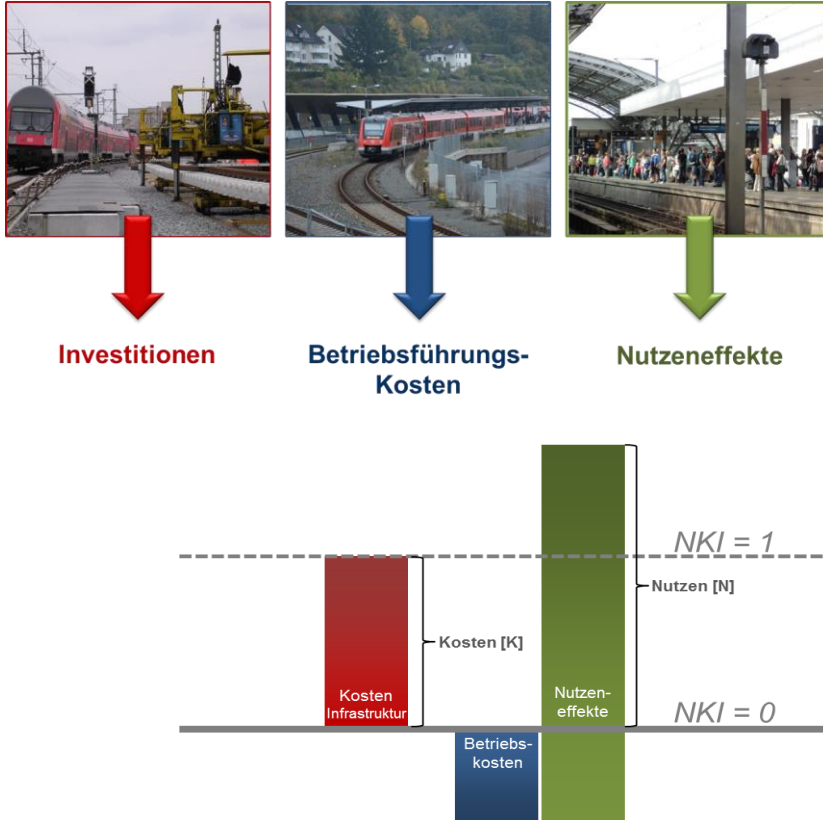 Investitionen
Betriebsführungs-
Kosten
Nutzeneffekte
NKI = 1
Nutzen [N]
Kosten [K]
Kosten
Infrastruktur
Nutzen-
effekte
NKI = 0
Betriebs-
kosten